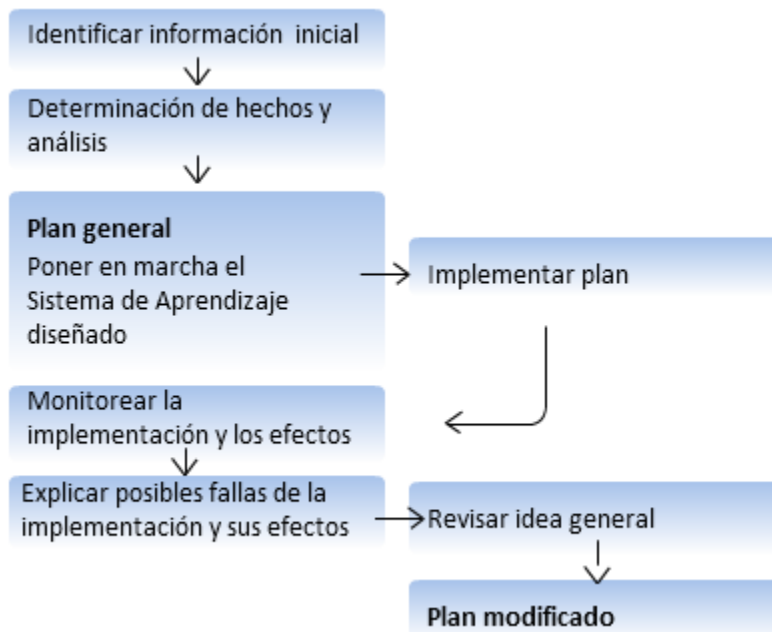 Identificar información inicial
Determinación de hechos y
análisis
Plan general
Poner en marcha el
Sistema de Aprendizaje
diseñado
Implementar plan
Monitorear la
implementación y los efectos
Explicar posibles fallas de la
implementación y sus efectos
Revisar idea general
Plan modificado